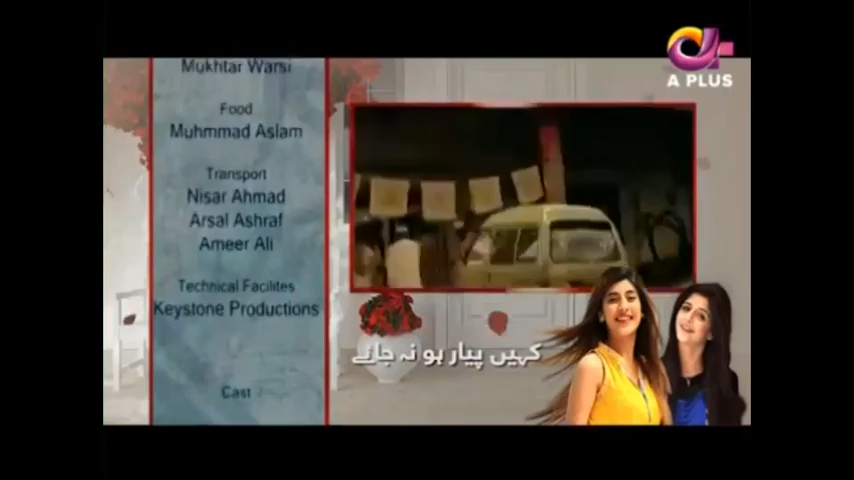 A PLUS
Mukhtar Warsi
Food
Muhmmad Aslam
Transport
Nisar Ahmad
Arsal Ashraf
Ameer Ali
Technical Facilites
Keystone Productions
کہیں پیار ہو نہ جائے
Cast